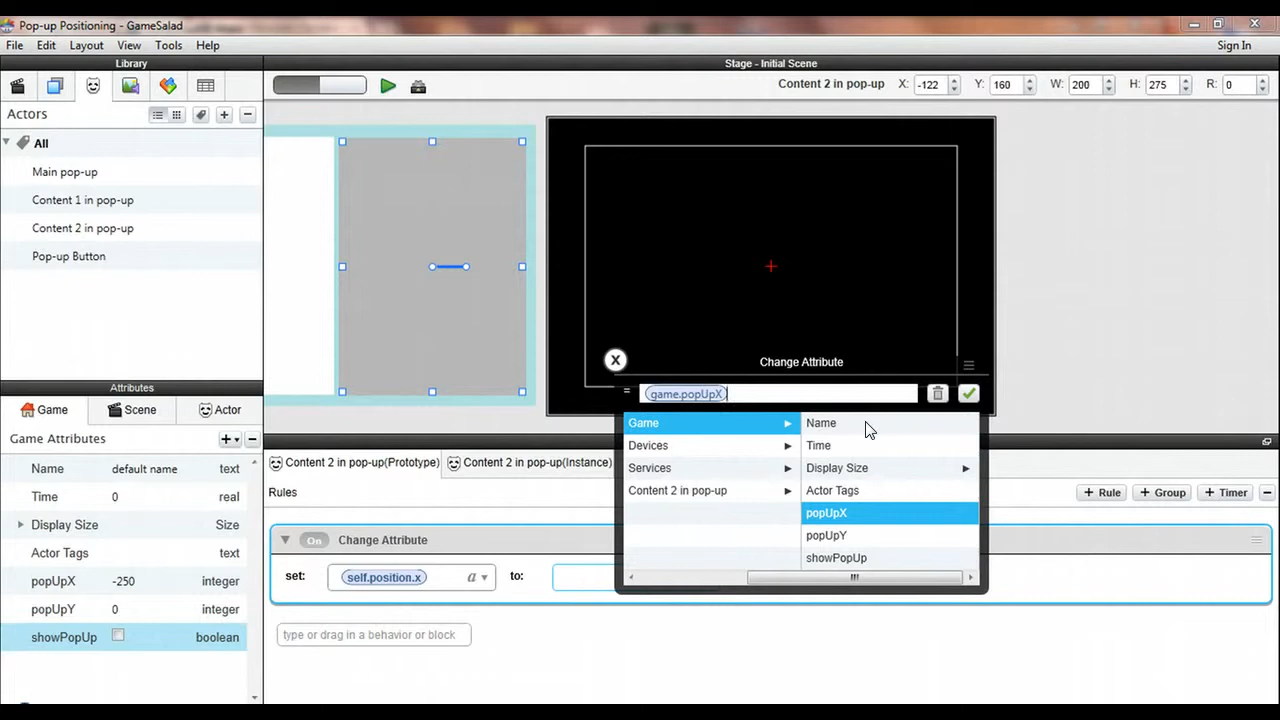 Pop-up Positioning - GameSalad
File Edit Layout View Tools Help Sign In
Library
Stage - Initial Scene
Content 2 in pop-up X: -122 Y: 160 W: 200 H: 275 R: 0
Actors
All
Main pop-up
Content 1 in pop-up
Content 2 in pop-up
Pop-up Button
Change Attribute
= game.popUpX
Game Name
Devices Time
Services Display Size
Content 2 in pop-up Actor Tags
popUpX
popUpY
showPopUp
Attributes
Game Scene Actor
Game Attributes
Name default name text
Time 0 real
Display Size Size
Actor Tags text
popUpX -250 integer
popUpY 0 integer
showPopUp boolean
Content 2 in pop-up(Prototype) Content 2 in pop-up(Instance)
Rules + Rule + Group + Timer
On Change Attribute
set: self.position.x a to:
type or drag in a behavior or block